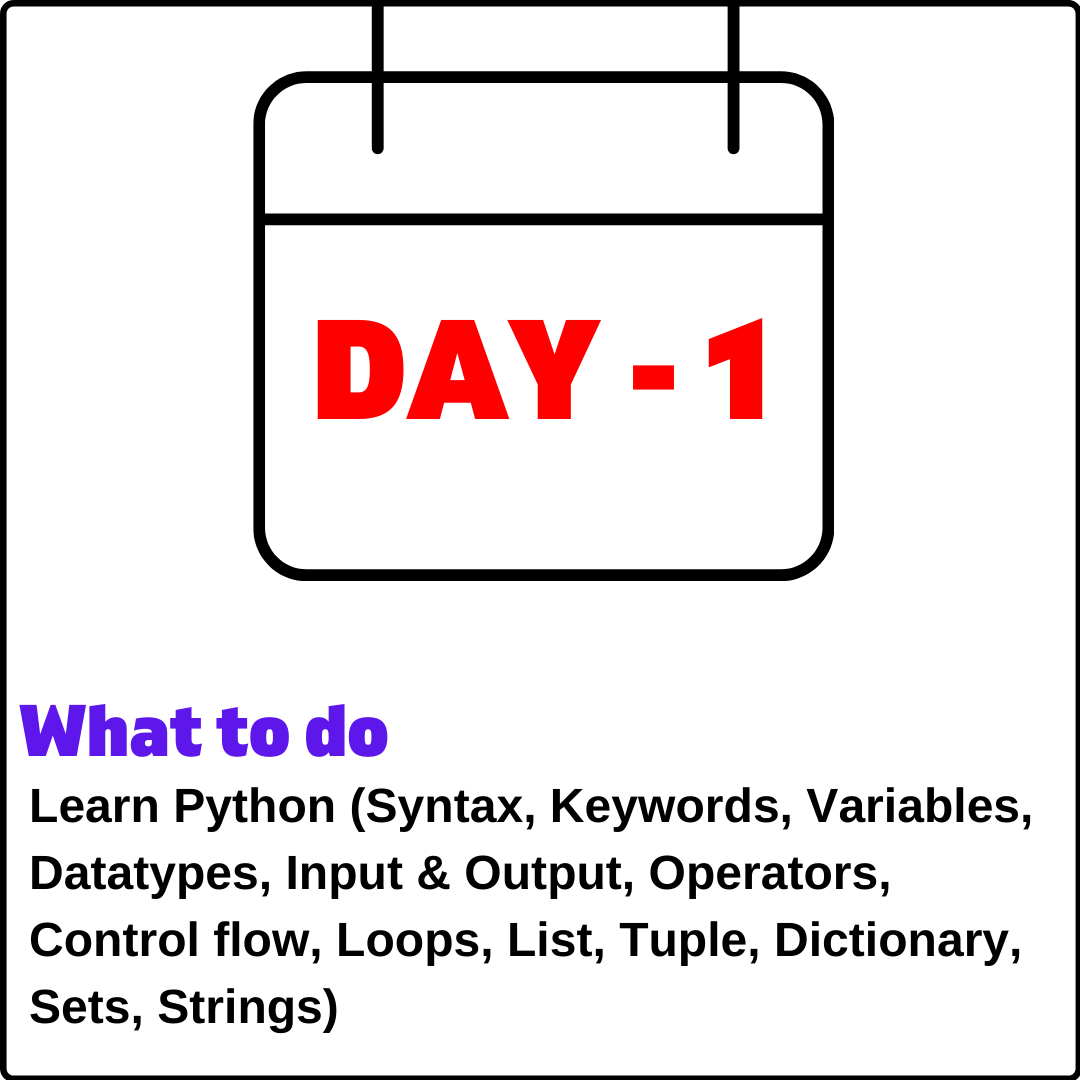 DAY - 1
What to do
Learn Python (Syntax, Keywords, Variables,
Datatypes, Input & Output, Operators,
Control flow, Loops, List, Tuple, Dictionary,
Sets, Strings)